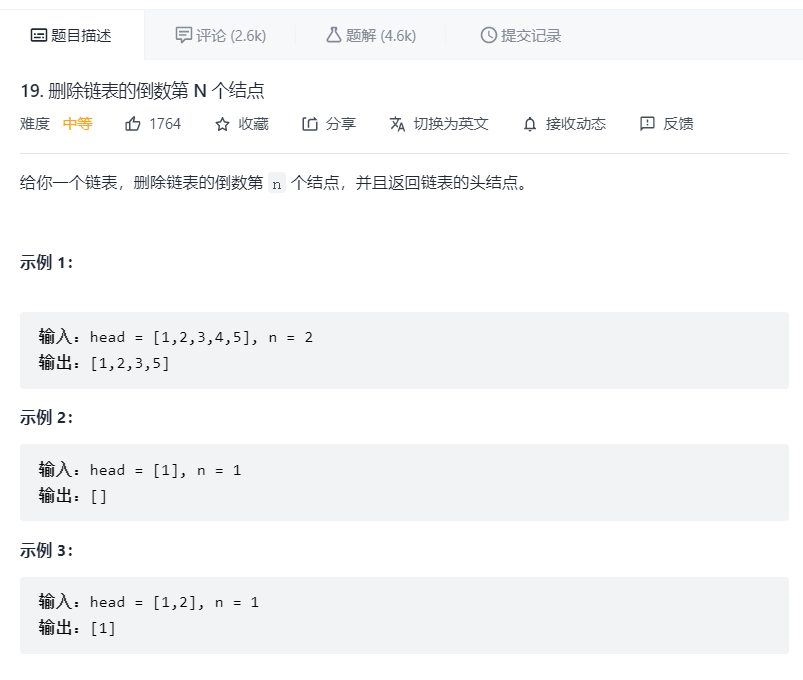 题目描述 评论 (2.6k) 题解 (4.6k) 提交记录
19. 删除链表的倒数第 N 个结点
难度 中等 1764 收藏 分享 切换为英文 接收动态 反馈
给你一个链表，删除链表的倒数第 n 个结点，并且返回链表的头结点。
示例 1：
输入：head = [1,2,3,4,5], n = 2
输出：[1,2,3,5]
示例 2：
输入：head = [1], n = 1
输出：[]
示例 3：
输入：head = [1,2], n = 1
输出：[1]